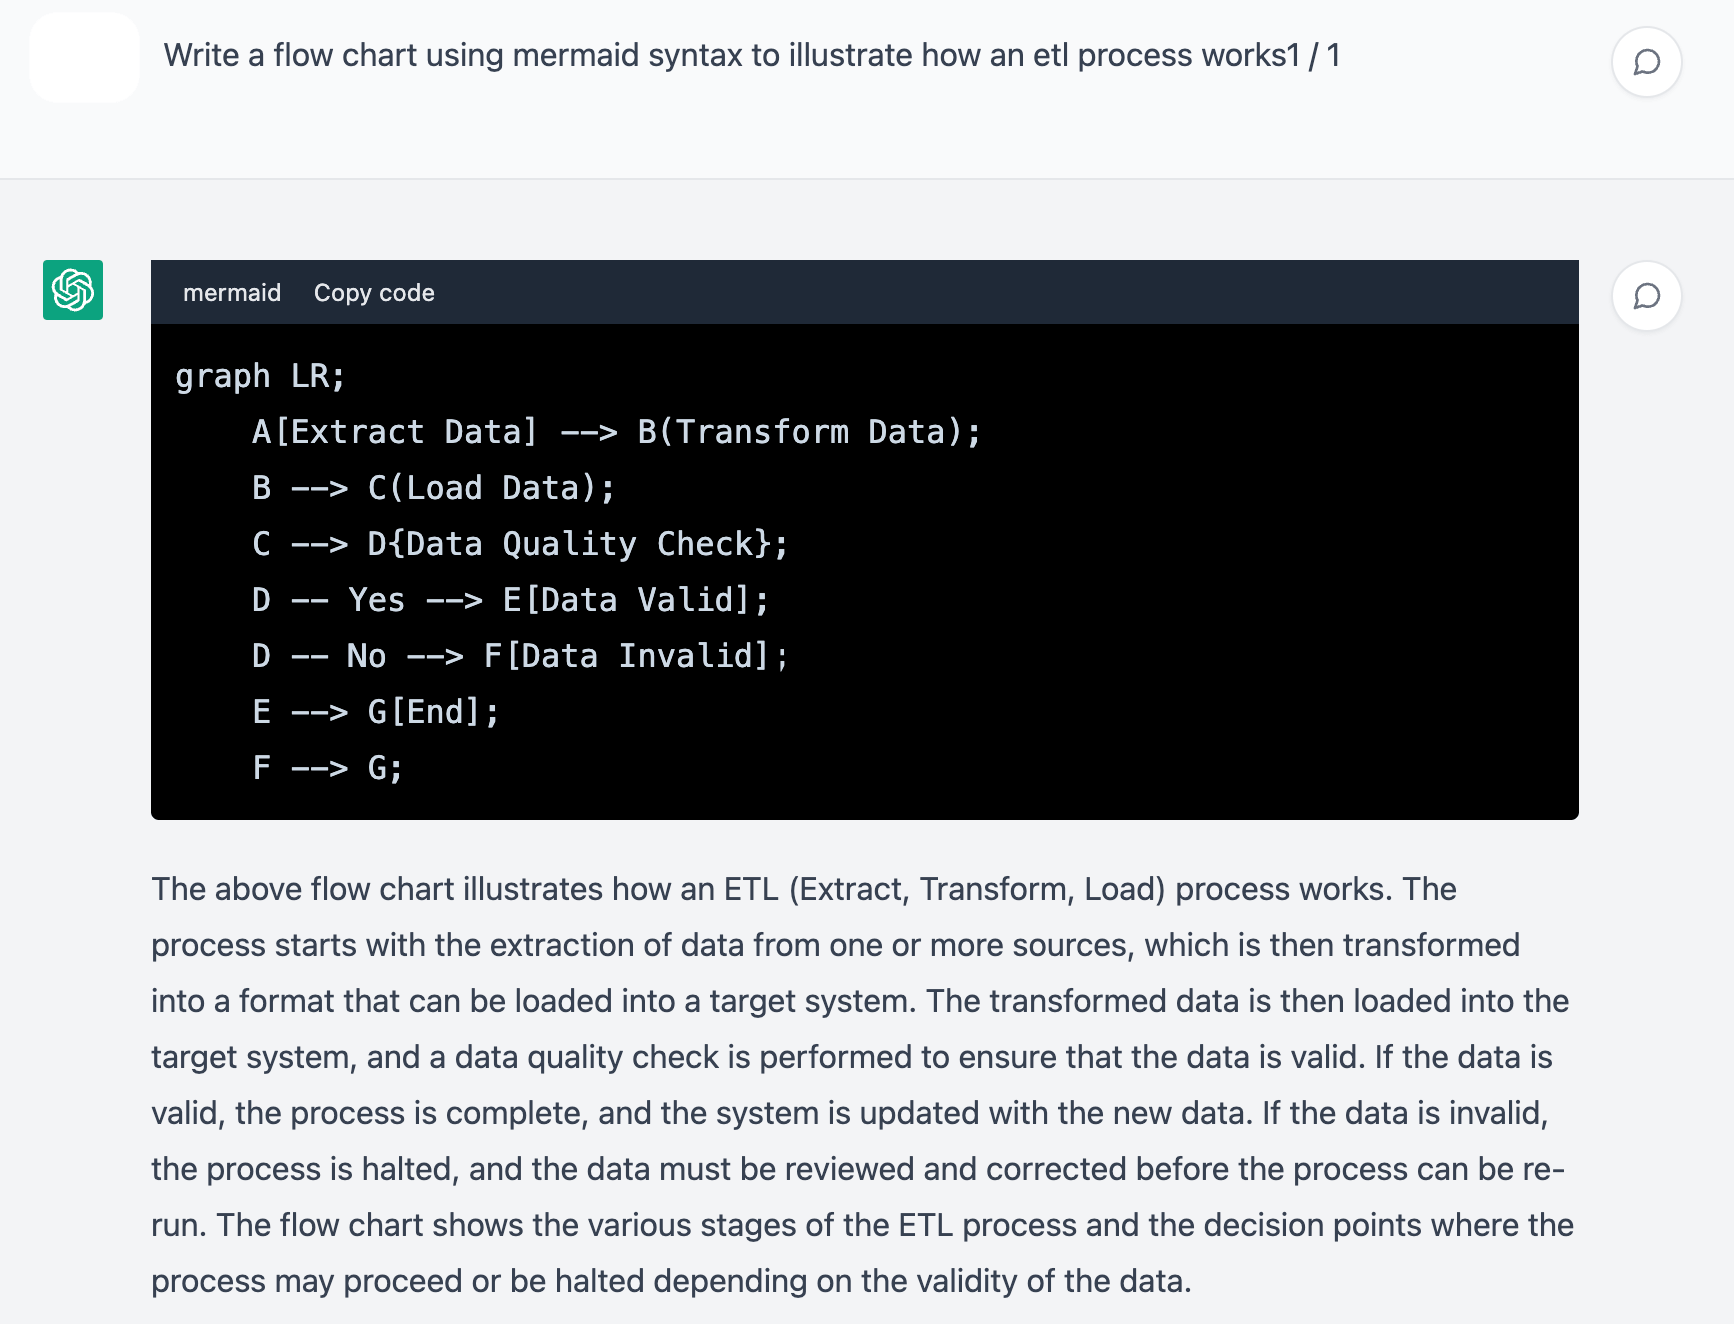 Write a flow chart using mermaid syntax to illustrate how an etl process works1 / 1
mermaid Copy code
graph LR;
    A[Extract Data] --> B(Transform Data);
    B --> C(Load Data);
    C --> D{Data Quality Check};
    D -- Yes --> E[Data Valid];
    D -- No --> F[Data Invalid];
    E --> G[End];
    F --> G;
The above flow chart illustrates how an ETL (Extract, Transform, Load) process works. The
process starts with the extraction of data from one or more sources, which is then transformed
into a format that can be loaded into a target system. The transformed data is then loaded into the
target system, and a data quality check is performed to ensure that the data is valid. If the data is
valid, the process is complete, and the system is updated with the new data. If the data is invalid,
the process is halted, and the data must be reviewed and corrected before the process can be re-
run. The flow chart shows the various stages of the ETL process and the decision points where the
process may proceed or be halted depending on the validity of the data.